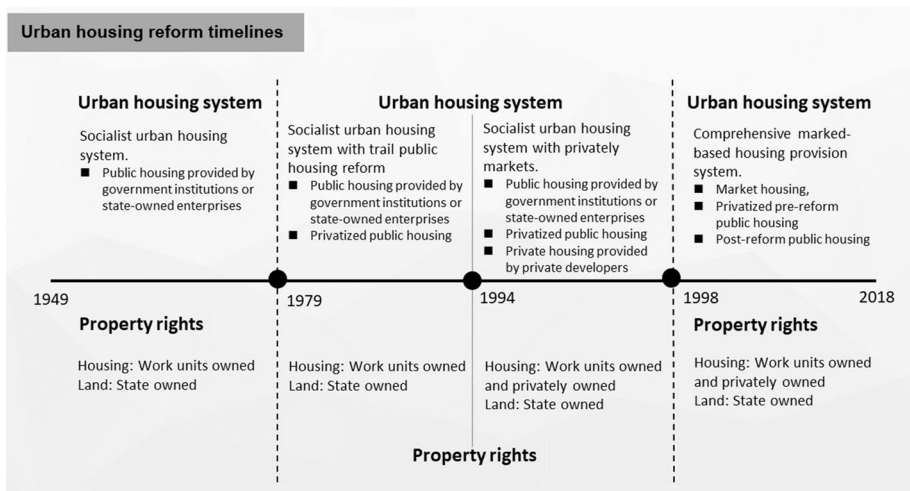 Urban housing reform timelines
Urban housing system
Socialist urban housing
system.
■ Public housing provided by
government institutions or
state-owned enterprises
Urban housing system
Socialist urban housing
system with trail public
housing reform
■ Public housing provided by
government institutions or
state-owned enterprises
■ Privatized public housing
Socialist urban housing
system with privately
markets.
■ Public housing provided by
government institutions or
state-owned enterprises
■ Privatized public housing
■ Private housing provided
by private developers
Urban housing system
Comprehensive marked-
based housing provision
system.
■ Market housing,
■ Privatized pre-reform
public housing
■ Post-reform public housing
1949
1979
1994
1998
2018
Property rights
Housing: Work units owned
Land: State owned
Housing: Work units owned
Land: State owned
Housing: Work units owned
and privately owned
Land: State owned
Property rights
Property rights
Housing: Work units owned
and privately owned
Land: State owned